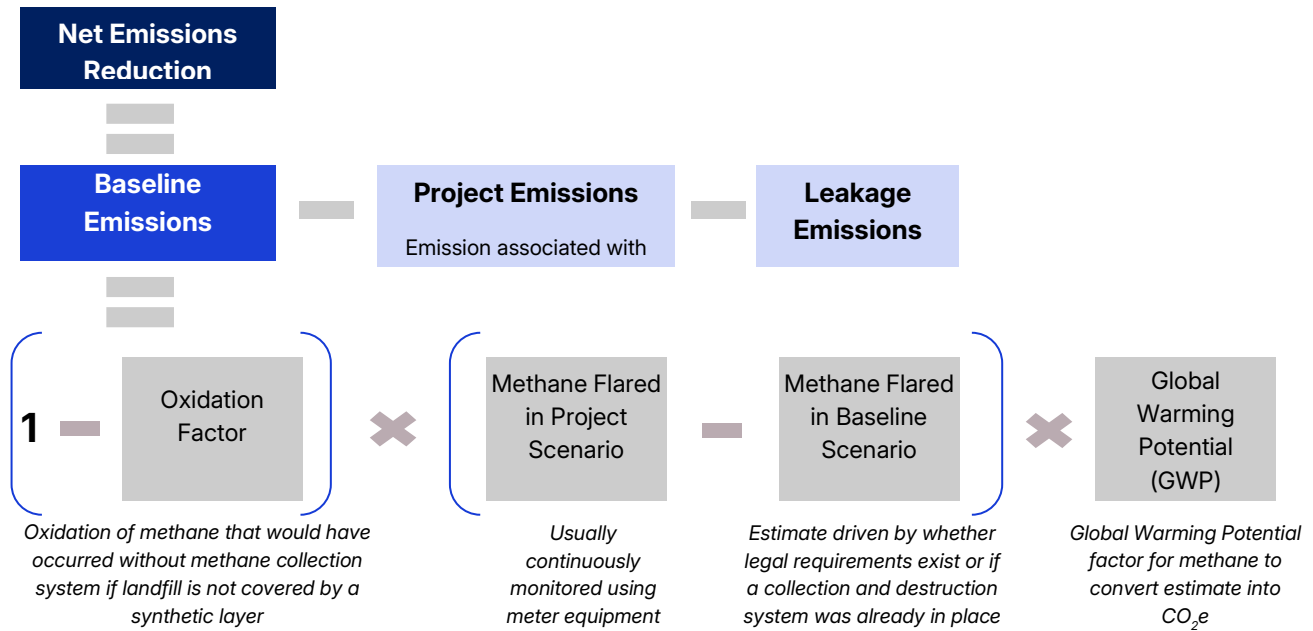 Net Emissions
Reduction
Baseline
Emissions
Project Emissions
Emission associated with
Leakage
Emissions
1
Oxidation
Factor
Methane Flared
in Project
Scenario
Methane Flared
in Baseline
Scenario
Global
Warming
Potential
(GWP)
Oxidation of methane that would have
occurred without methane collection
system if landfill is not covered by a
synthetic layer
Usually
continuously
monitored using
meter equipment
Estimate driven by whether
legal requirements exist or if
a collection and destruction
system was already in place
Global Warming Potential
factor for methane to
convert estimate into
CO₂e